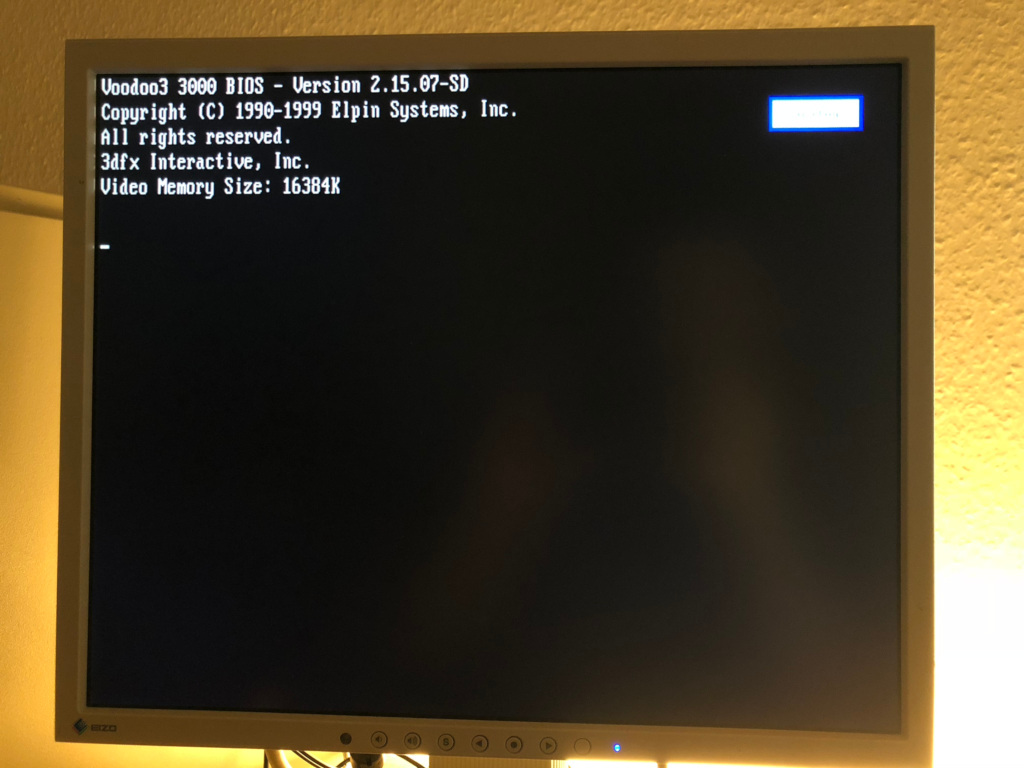 Voodoo3 3000 BIOS - Version 2.15.07-SD
Copyright (C) 1990-1999 Elpin Systems, Inc.
All rights reserved.
3dfx Interactive, Inc.
Video Memory Size: 16384K
EIZO
S